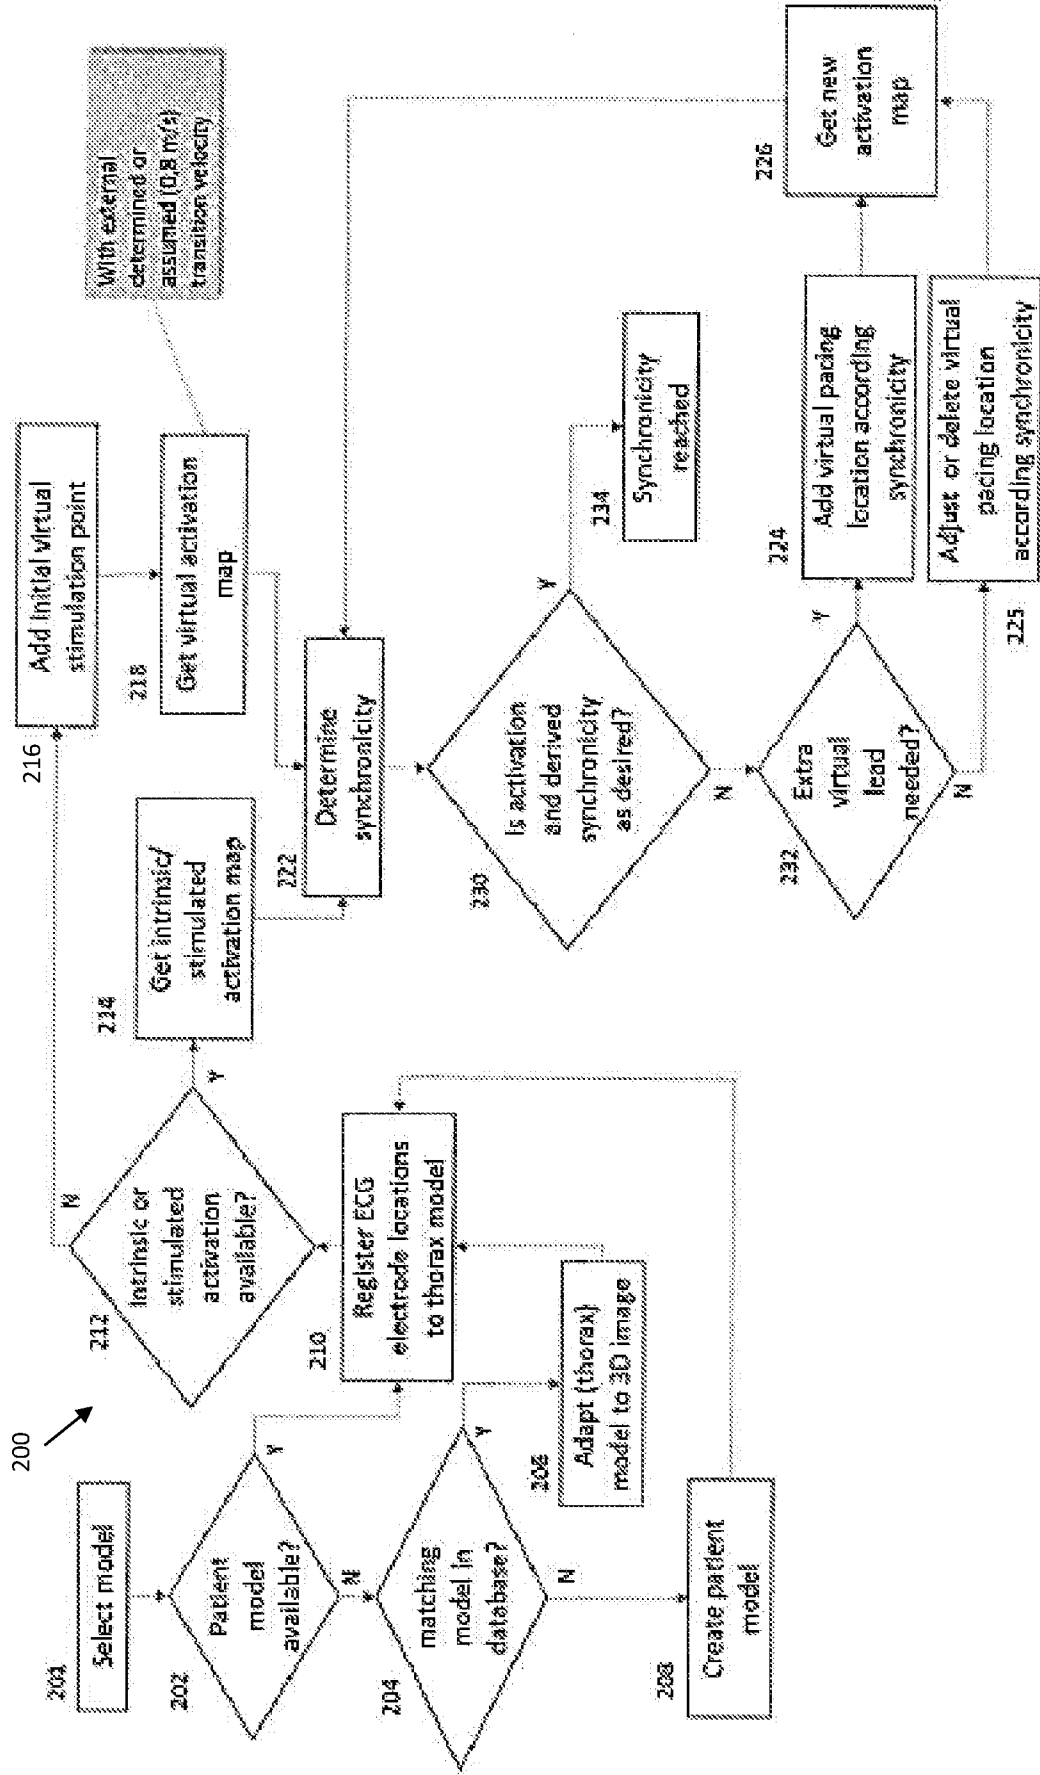 200
201
Select model
202
Patient
model
available?
Y
N
204
matching
model in
database?
Y
N
206
Adapt (thorax)
model to 3D image
208
Create patient
model
210
Register ECG
electrode locations
to thorax model
212
Intrinsic or
stimulated
activation
available?
N
Y
214
Get intrinsic/
stimulated
activation map
216
Add Initial virtual
stimulation point
218
Get virtual activation
map
With external
determined or
assumed (0.8 m/s)
transition velocity
222
Determine
synchronicity
230
Is activation
and derived
synchronicity
as desired?
Y
N
234
Synchronicity
reached
232
Extra
virtual
lead
needed?
Y
N
224
Add virtual pacing
location according
synchronicity
225
Adjust or delete virtual
pacing location
according synchronicity
226
Get new
activation
map